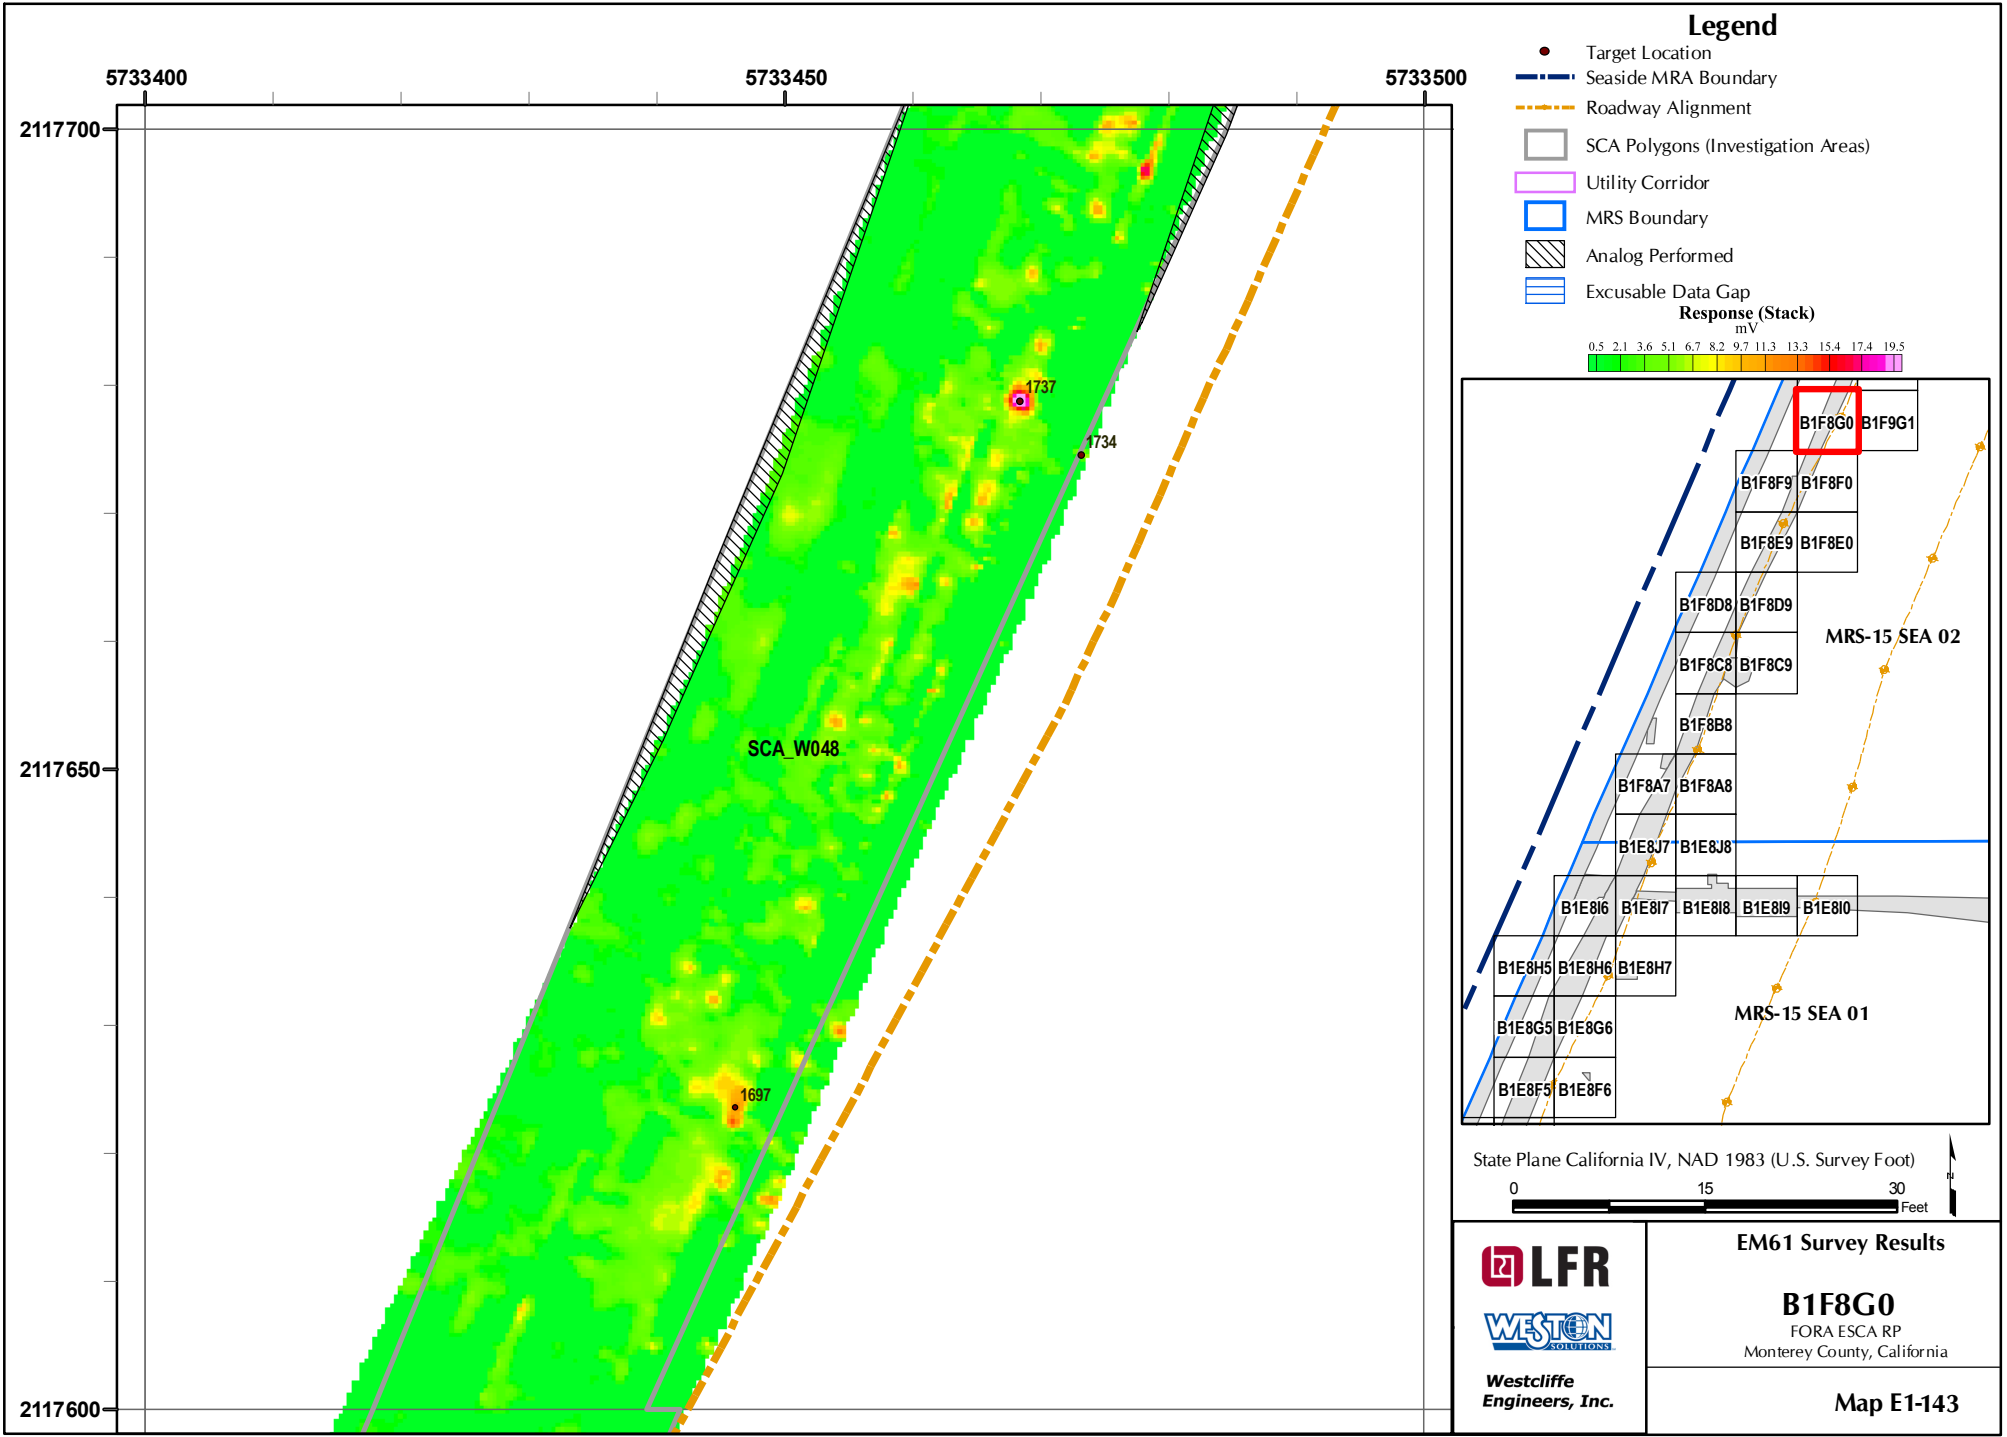 5733400
5733450
5733500
2117700
2117650
2117600
1737
1734
SCA_W048
1697
Legend
Target Location
Seaside MRA Boundary
Roadway Alignment
SCA Polygons (Investigation Areas)
Utility Corridor
MRS Boundary
Analog Performed
Excusable Data Gap
Response (Stack)
mV
0.5 2.1 3.6 5.1 6.7 8.2 9.7 11.3 13.3 15.4 17.4 19.5
B1F8G0 B1F9G1
B1F8F9 B1F8F0
B1F8E9 B1F8E0
B1F8D8 B1F8D9
MRS-15 SEA 02
B1F8C8 B1F8C9
B1F8B8
B1F8A7 B1F8A8
B1E8J7 B1E8J8
B1E8I6 B1E8I7 B1E8I8 B1E8I9 B1E8I0
B1E8H5 B1E8H6 B1E8H7
MRS-15 SEA 01
B1E8G5 B1E8G6
B1E8F5 B1E8F6
State Plane California IV, NAD 1983 (U.S. Survey Foot)
N
0 15 30
Feet
LFR
WESTON
SOLUTIONS
Westcliffe
Engineers, Inc.
EM61 Survey Results
B1F8G0
FORA ESCA RP
Monterey County, California
Map E1-143